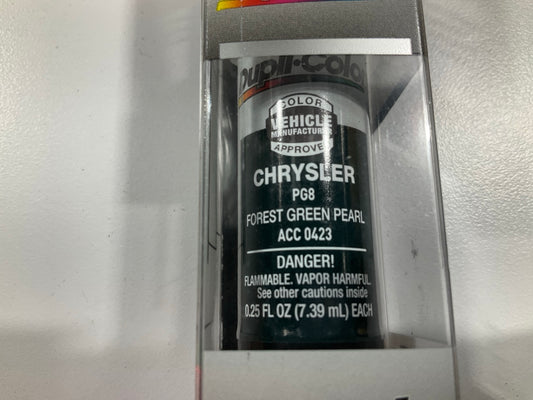 Dupli-Color
COLOR
VEHICLE
MANUFACTURER
APPROVED
CHRYSLER
PG8
FOREST GREEN PEARL
ACC 0423
DANGER!
FLAMMABLE. VAPOR HARMFUL.
See other cautions inside
0.25 FL OZ (7.39 mL) EACH